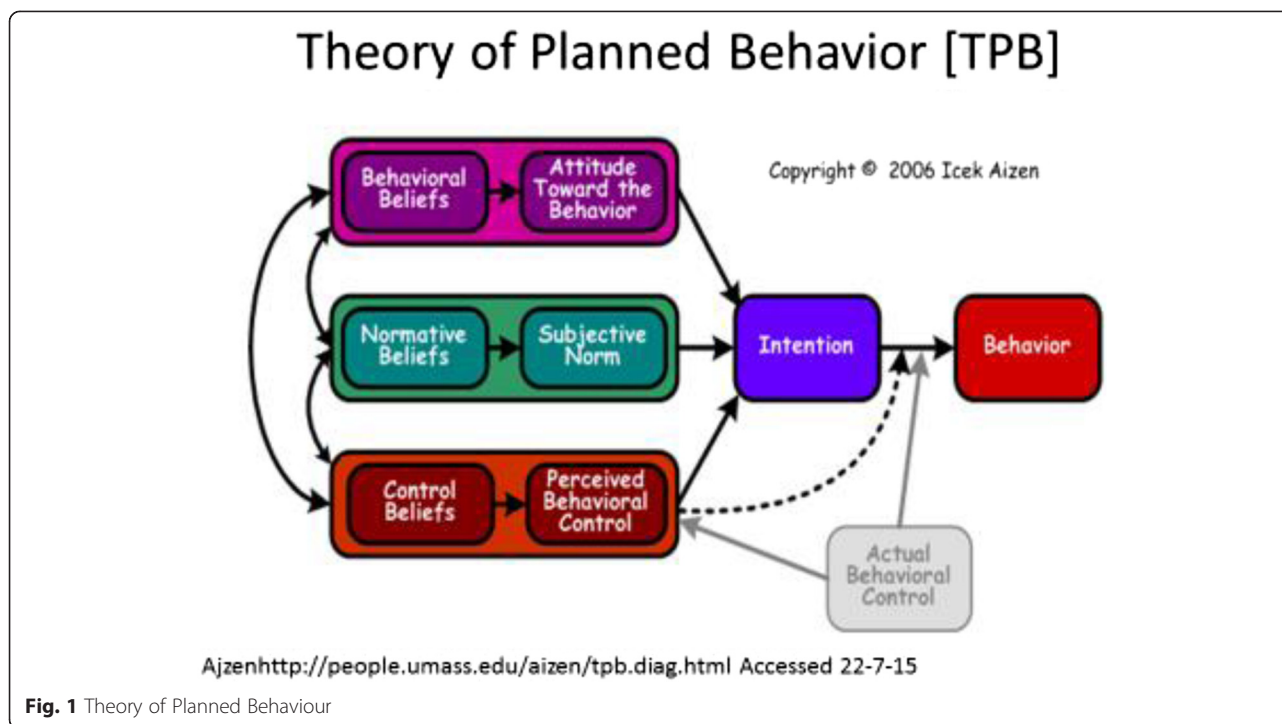 Theory of Planned Behavior [TPB]
Copyright © 2006 Icek Aizen
Behavioral
Beliefs
Attitude
Toward the
Behavior
Normative
Beliefs
Subjective
Norm
Intention
Behavior
Control
Beliefs
Perceived
Behavioral
Control
Actual
Behavioral
Control
Ajzenhttp://people.umass.edu/aizen/tpb.diag.html Accessed 22-7-15
Fig. 1 Theory of Planned Behaviour